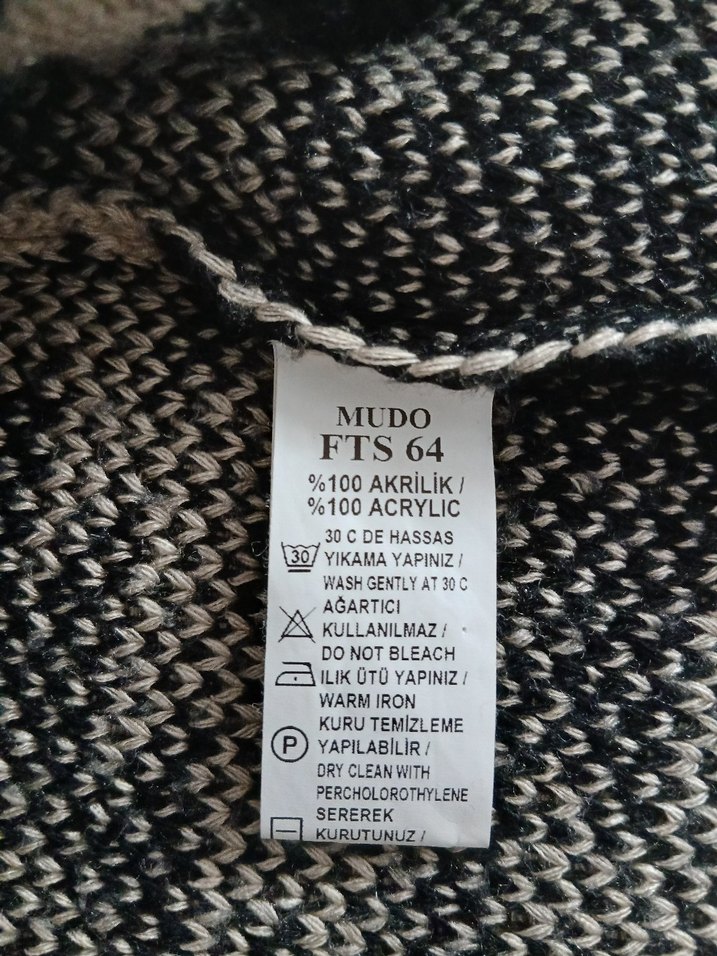 MUDO
FTS 64
%100 AKRİLİK /
%100 ACRYLIC
30 C DE HASSAS
30 YIKAMA YAPINIZ /
WASH GENTLY AT 30 C
AĞARTICI
KULLANILMAZ /
DO NOT BLEACH
ILIK ÜTÜ YAPINIZ /
WARM IRON
KURU TEMİZLEME
P YAPILABİLİR /
DRY CLEAN WITH
PERCHOLOROTHYLENE
SEREREK
KURUTUNUZ /